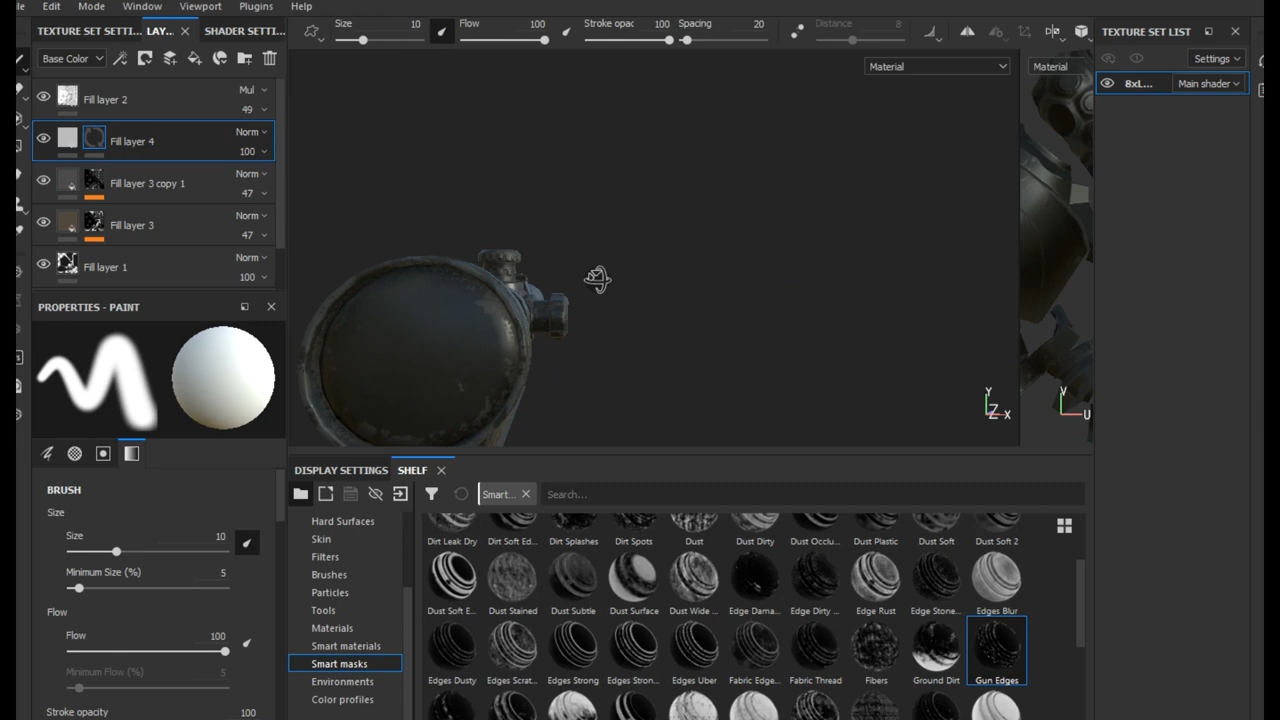 le Edit Mode Window Viewport Plugins Help
TEXTURE SET SETTI... LAY... SHADER SETTI...
Size 10 Flow 100 Stroke opac 100 Spacing 20 Distance 8
TEXTURE SET LIST
Base Color
Material
Material
Settings
8xL... Main shader
Fill layer 2 Mul 49
Fill layer 4 Norm 100
Fill layer 3 copy 1 Norm 47
Fill layer 3 Norm 47
Fill layer 1 Norm 100
PROPERTIES - PAINT
Y Z X
V U
BRUSH
Size
Size 10
Minimum Size (%) 5
Flow
Flow 100
Minimum Flow (%) 5
Stroke opacity 100
DISPLAY SETTINGS SHELF
Smart... Search...
Hard Surfaces
Skin
Filters
Brushes
Particles
Tools
Materials
Smart materials
Smart masks
Environments
Color profiles
Dirt Leak Dry Dirt Soft Ed... Dirt Splashes Dirt Spots Dust Dust Dirty Dust Occlu... Dust Plastic Dust Soft Dust Soft 2
Dust Soft E... Dust Stained Dust Subtle Dust Surface Dust Wide ... Edge Dama... Edge Dirty ... Edge Rust Edge Stone... Edges Blur
Edges Dusty Edges Scrat... Edges Strong Edges Stron... Edges Uber Fabric Edge... Fabric Thread Fibers Ground Dirt Gun Edges